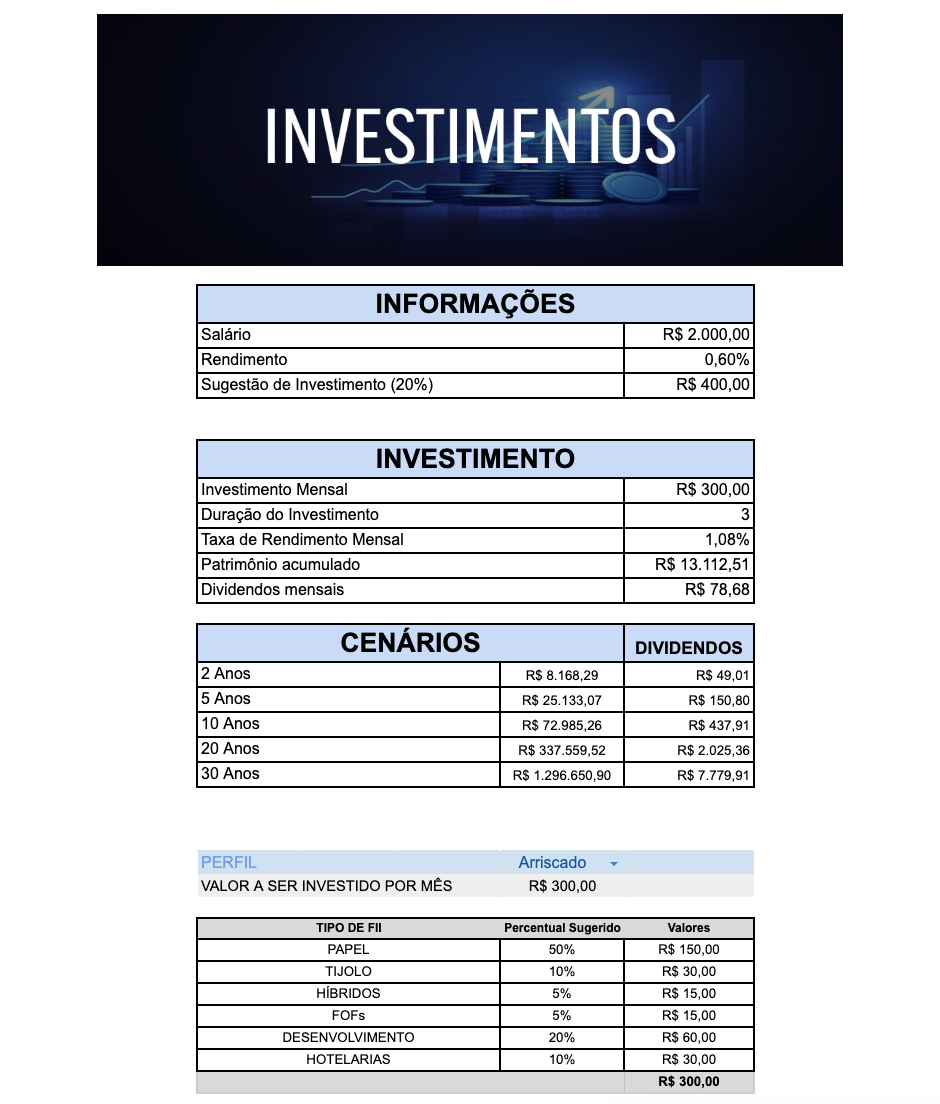 INVESTIMENTOS
INFORMAÇÕES
Salário R$ 2.000,00
Rendimento 0,60%
Sugestão de Investimento (20%) R$ 400,00
INVESTIMENTO
Investimento Mensal R$ 300,00
Duração do Investimento 3
Taxa de Rendimento Mensal 1,08%
Patrimônio acumulado R$ 13.112,51
Dividendos mensais R$ 78,68
CENÁRIOS DIVIDENDOS
2 Anos R$ 8.168,29 R$ 49,01
5 Anos R$ 25.133,07 R$ 150,80
10 Anos R$ 72.985,26 R$ 437,91
20 Anos R$ 337.559,52 R$ 2.025,36
30 Anos R$ 1.296.650,90 R$ 7.779,91
PERFIL Arriscado
VALOR A SER INVESTIDO POR MÊS R$ 300,00
TIPO DE FII Percentual Sugerido Valores
PAPEL 50% R$ 150,00
TIJOLO 10% R$ 30,00
HÍBRIDOS 5% R$ 15,00
FOFs 5% R$ 15,00
DESENVOLVIMENTO 20% R$ 60,00
HOTELARIAS 10% R$ 30,00
R$ 300,00